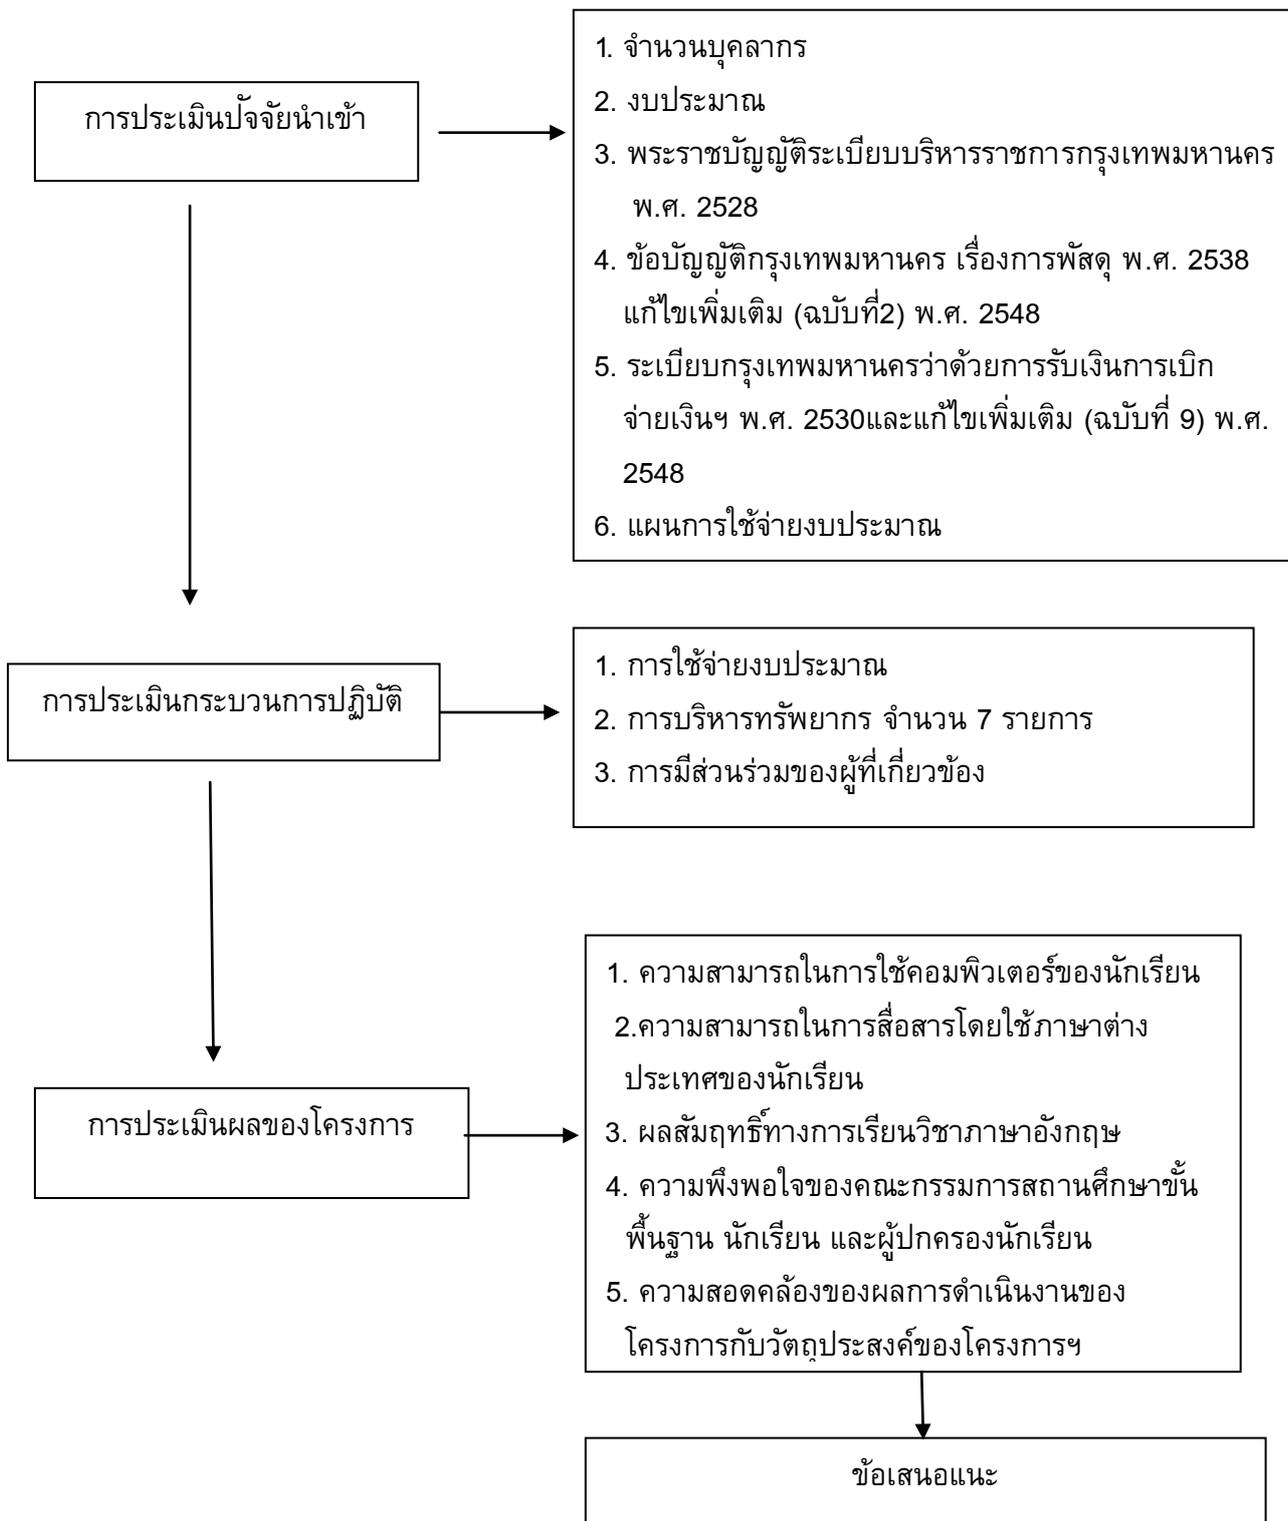 การประเมินปัจจัยนำเข้า
1. จำนวนบุคลากร
2. งบประมาณ
3. พระราชบัญญัติระเบียบบริหารราชการกรุงเทพมหานคร
พ.ศ. 2528
4. ข้อบัญญัติกรุงเทพมหานคร เรื่องการพัสดุ พ.ศ. 2538
แก้ไขเพิ่มเติม (ฉบับที่2) พ.ศ. 2548
5. ระเบียบกรุงเทพมหานครว่าด้วยการรับเงินการเบิก
จ่ายเงินฯ พ.ศ. 2530และแก้ไขเพิ่มเติม (ฉบับที่ 9) พ.ศ.
2548
6. แผนการใช้จ่ายงบประมาณ
การประเมินกระบวนการปฏิบัติ
1. การใช้จ่ายงบประมาณ
2. การบริหารทรัพยากร จำนวน 7 รายการ
3. การมีส่วนร่วมของผู้ที่เกี่ยวข้อง
การประเมินผลของโครงการ
1. ความสามารถในการใช้คอมพิวเตอร์ของนักเรียน
2.ความสามารถในการสื่อสารโดยใช้ภาษาต่าง
ประเทศของนักเรียน
3. ผลสัมฤทธิ์ทางการเรียนวิชาภาษาอังกฤษ
4. ความพึงพอใจของคณะกรรมการสถานศึกษาขั้น
พื้นฐาน นักเรียน และผู้ปกครองนักเรียน
5. ความสอดคล้องของผลการดำเนินงานของ
โครงการกับวัตถุประสงค์ของโครงการฯ
ข้อเสนอแนะ